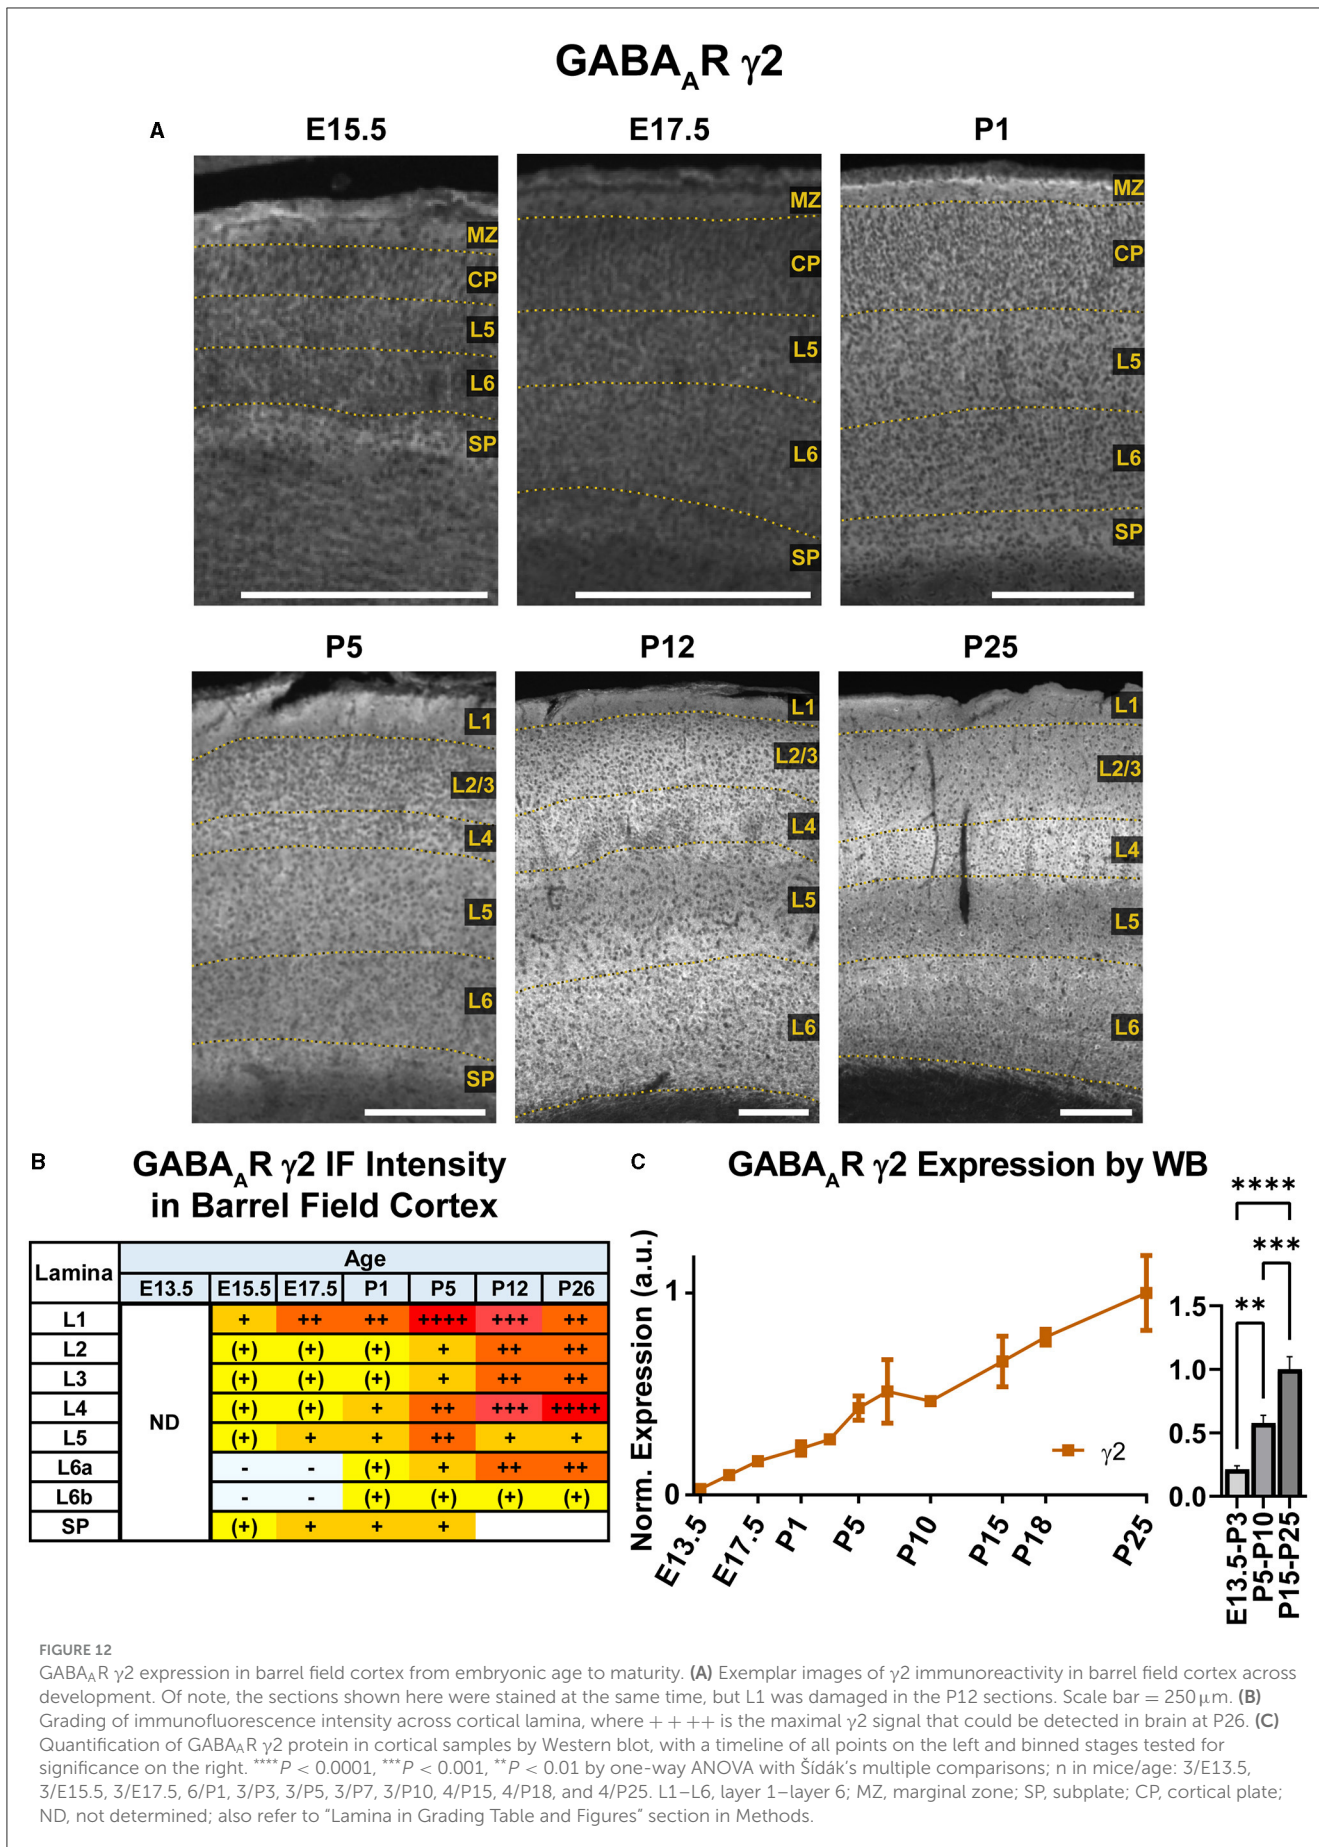 GABA_AR γ2
A
E15.5 E17.5 P1
MZ
CP
L5
L6
SP
MZ
CP
L5
L6
SP
MZ
CP
L5
L6
SP
P5 P12 P25
L1
L2/3
L4
L5
L6
SP
L1
L2/3
L4
L5
L6
L1
L2/3
L4
L5
L6
B
GABA_AR γ2 IF Intensity
in Barrel Field Cortex
Lamina Age
E13.5 E15.5 E17.5 P1 P5 P12 P26
L1 + ++ ++ ++++ +++ ++
L2 (+) (+) (+) + ++ ++
L3 (+) (+) (+) + ++ ++
L4 (+) (+) + ++ +++ ++++
ND
L5 (+) + + ++ + +
L6a - - (+) + ++ ++
L6b - - (+) (+) (+) (+)
SP (+) + + +
C
GABA_AR γ2 Expression by WB
Norm. Expression (a.u.)
1
0
γ2
E13.5 E17.5 P1 P5 P10 P15 P18 P25
****
***
**
1.5
1.0
0.5
0.0
E13.5-P3
P5-P10
P15-P25
FIGURE 12
GABA_AR γ2 expression in barrel field cortex from embryonic age to maturity. (A) Exemplar images of γ2 immunoreactivity in barrel field cortex across
development. Of note, the sections shown here were stained at the same time, but L1 was damaged in the P12 sections. Scale bar = 250 μm. (B)
Grading of immunofluorescence intensity across cortical lamina, where + + ++ is the maximal γ2 signal that could be detected in brain at P26. (C)
Quantification of GABA_AR γ2 protein in cortical samples by Western blot, with a timeline of all points on the left and binned stages tested for
significance on the right. ****P < 0.0001, ***P < 0.001, **P < 0.01 by one-way ANOVA with Šídák's multiple comparisons; n in mice/age: 3/E13.5,
3/E15.5, 3/E17.5, 6/P1, 3/P3, 3/P5, 3/P7, 3/P10, 4/P15, 4/P18, and 4/P25. L1–L6, layer 1–layer 6; MZ, marginal zone; SP, subplate; CP, cortical plate;
ND, not determined; also refer to "Lamina in Grading Table and Figures" section in Methods.